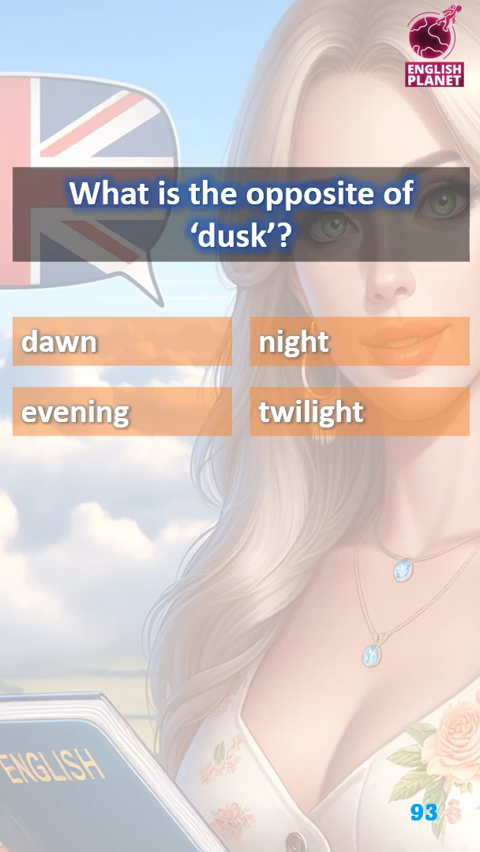 ENGLISH
PLANET
What is the opposite of
‘dusk’?
dawn
night
evening
twilight
ENGLISH
93